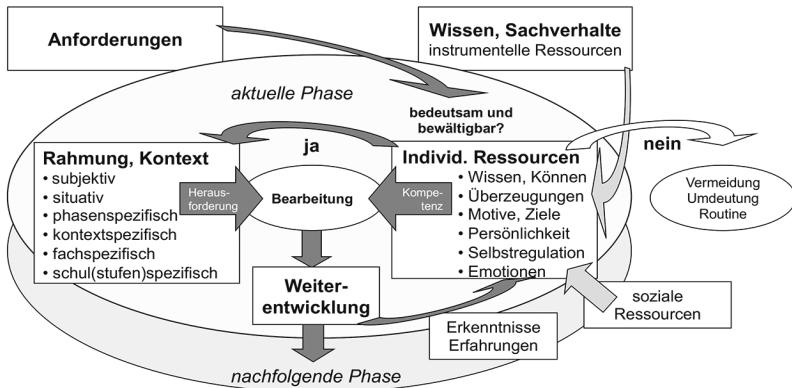 Anforderungen
Wissen, Sachverhalte
instrumentelle Ressourcen
aktuelle Phase
bedeutsam und
bewältigbar?
ja
nein
Rahmung, Kontext
• subjektiv
• situativ
• phasenspezifisch
• kontextspezifisch
• fachspezifisch
• schul(stufen)spezifisch
Heraus-
forderung
Bearbeitung
Kompe-
tenz
Individ. Ressourcen
• Wissen, Können
• Überzeugungen
• Motive, Ziele
• Persönlichkeit
• Selbstregulation
• Emotionen
Vermeidung
Umdeutung
Routine
Weiter-
entwicklung
soziale
Ressourcen
Erkenntnisse
Erfahrungen
nachfolgende Phase